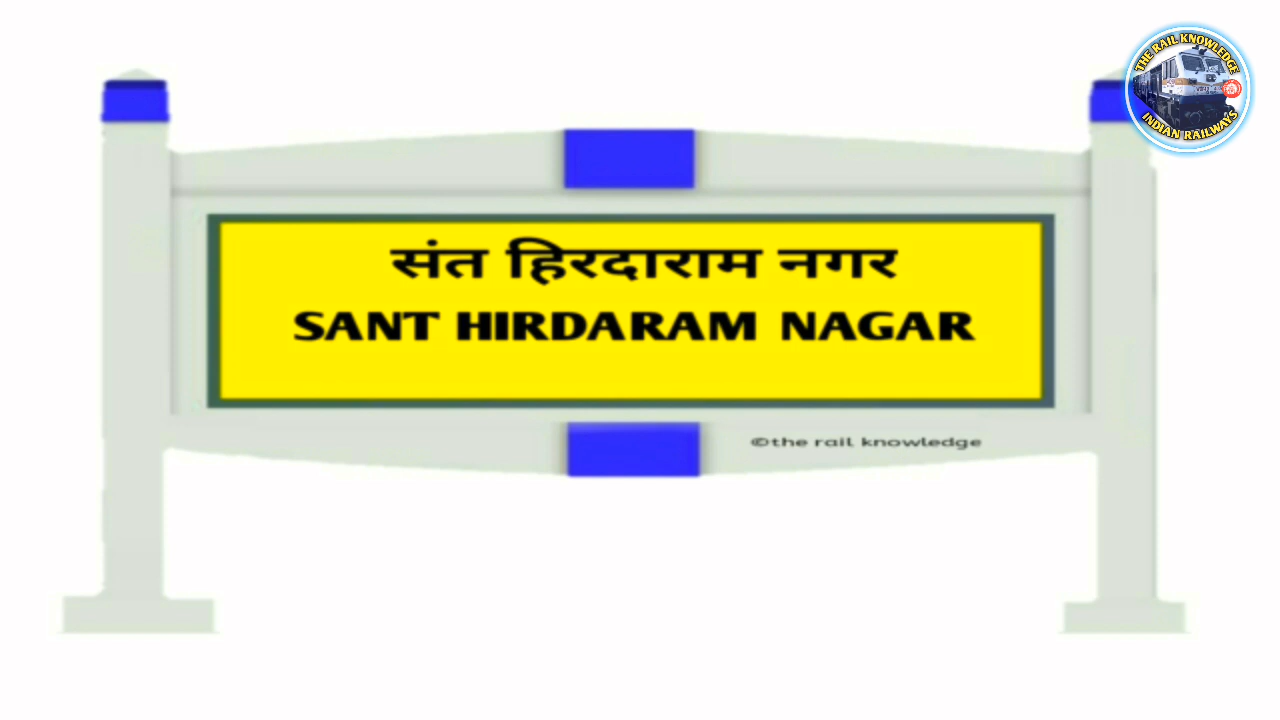 THE RAIL KNOWLEDGE
INDIAN RAILWAYS
संत हिरदाराम नगर
SANT HIRDARAM NAGAR
©the rail knowledge